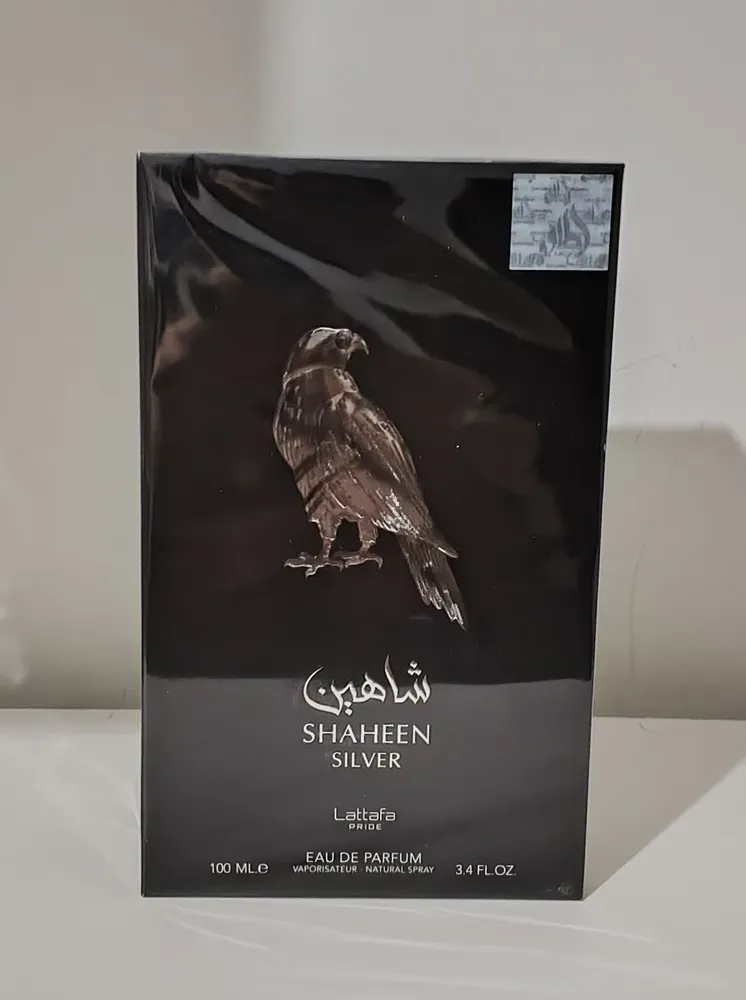 شاهين
SHAHEEN
SILVER
Lattafa
PRIDE
EAU DE PARFUM
100 ML.e VAPORISATEUR - NATURAL SPRAY 3.4 FL.OZ.